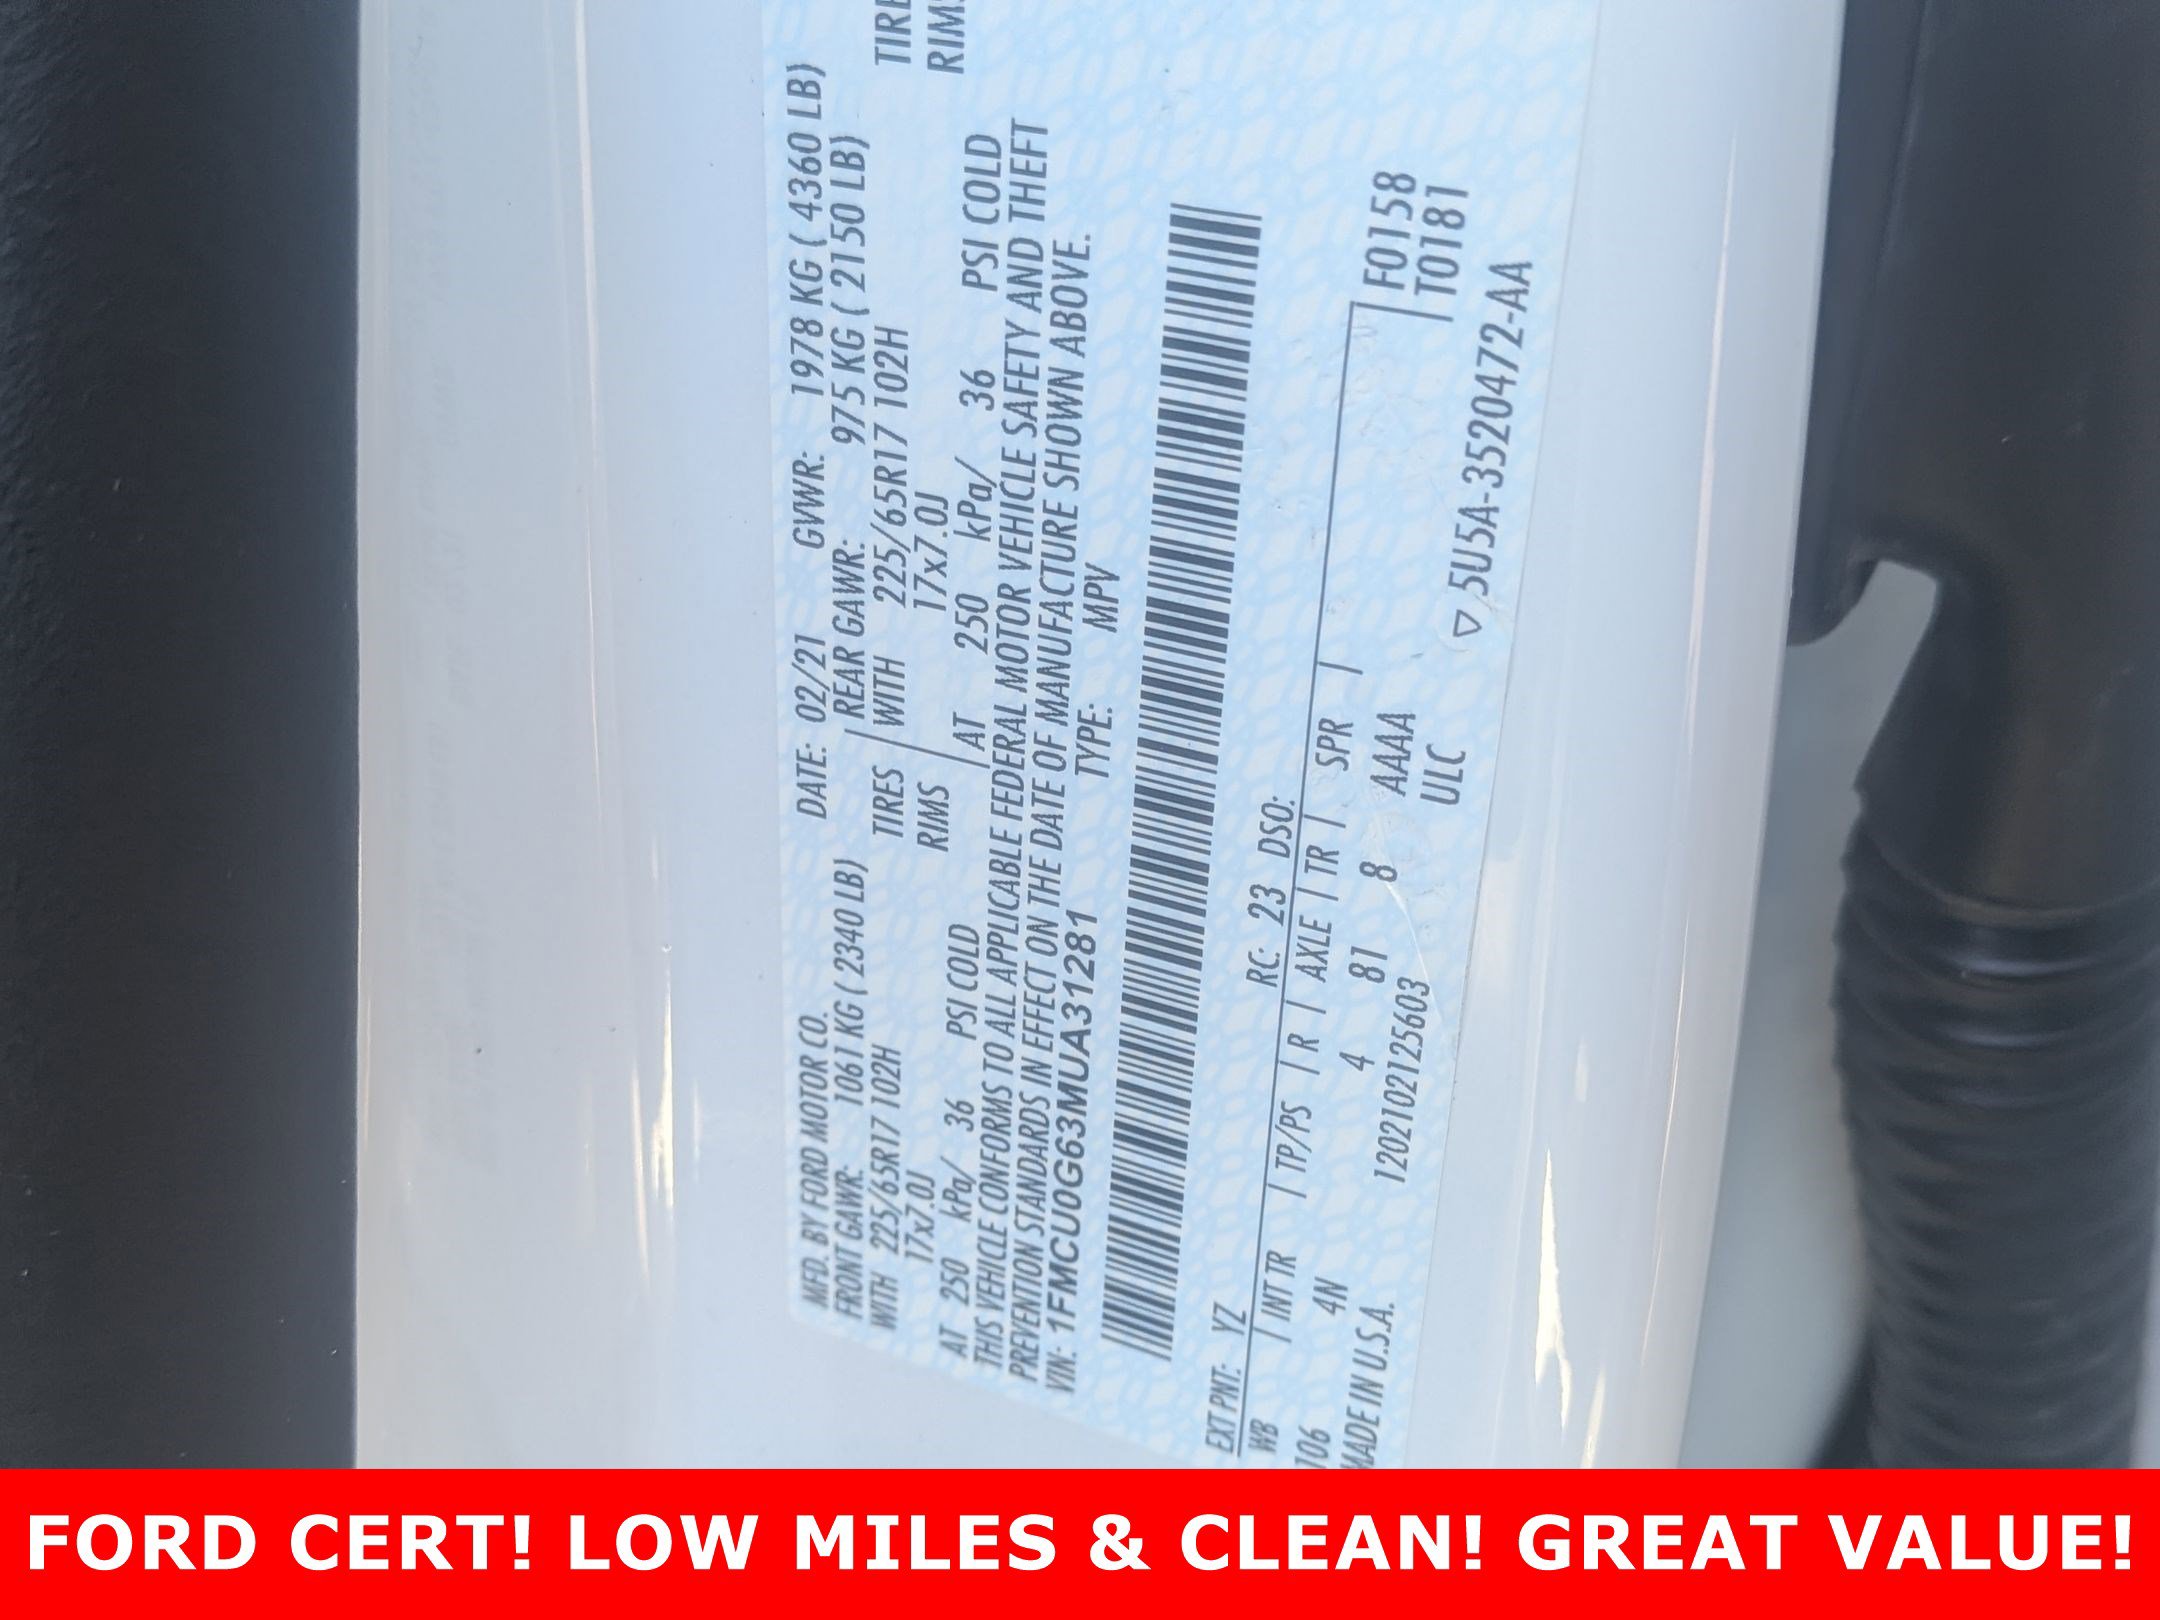 MFD. BY FORD MOTOR CO. DATE: 02/21 GVWR: 1978 KG ( 4360 LB)
FRONT GAWR: 1061 KG ( 2340 LB) REAR GAWR: 975 KG ( 2150 LB)
WITH 225/65R17 102H TIRES WITH 225/65R17 102H TIRE
17x7.0J RIMS 17x7.0J RIMS
AT 250 kPa/ 36 PSI COLD AT 250 kPa/ 36 PSI COLD
THIS VEHICLE CONFORMS TO ALL APPLICABLE FEDERAL MOTOR VEHICLE SAFETY AND THEFT
PREVENTION STANDARDS IN EFFECT ON THE DATE OF MANUFACTURE SHOWN ABOVE.
VIN: 1FMCU0G63MUA31281 TYPE: MPV
EXT PNT: YZ RC: 23 DSO:
WB INT TR TP/PS R AXLE TR SPR
106 4N 4 81 8 AAAA F0158
MADE IN U.S.A. 1202102125603 ULC T0181
▽ 5U5A-3520472-AA
FORD CERT! LOW MILES & CLEAN! GREAT VALUE!